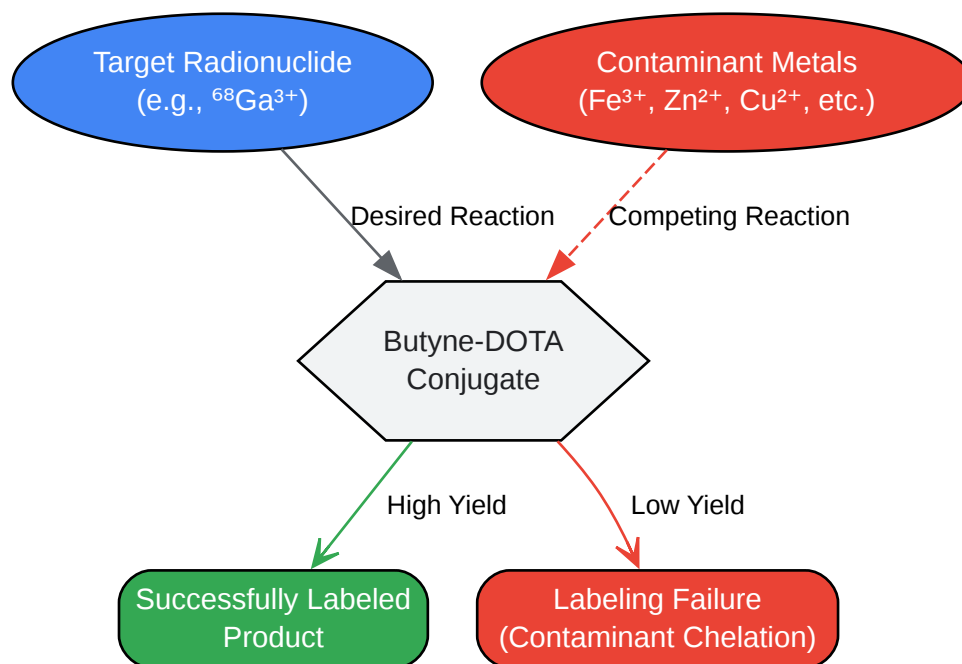 Target Radionuclide
(e.g., ⁶⁸Ga³⁺)
Contaminant Metals
(Fe³⁺, Zn²⁺, Cu²⁺, etc.)
Desired Reaction
Competing Reaction
Butyne-DOTA
Conjugate
High Yield
Low Yield
Successfully Labeled
Product
Labeling Failure
(Contaminant Chelation)